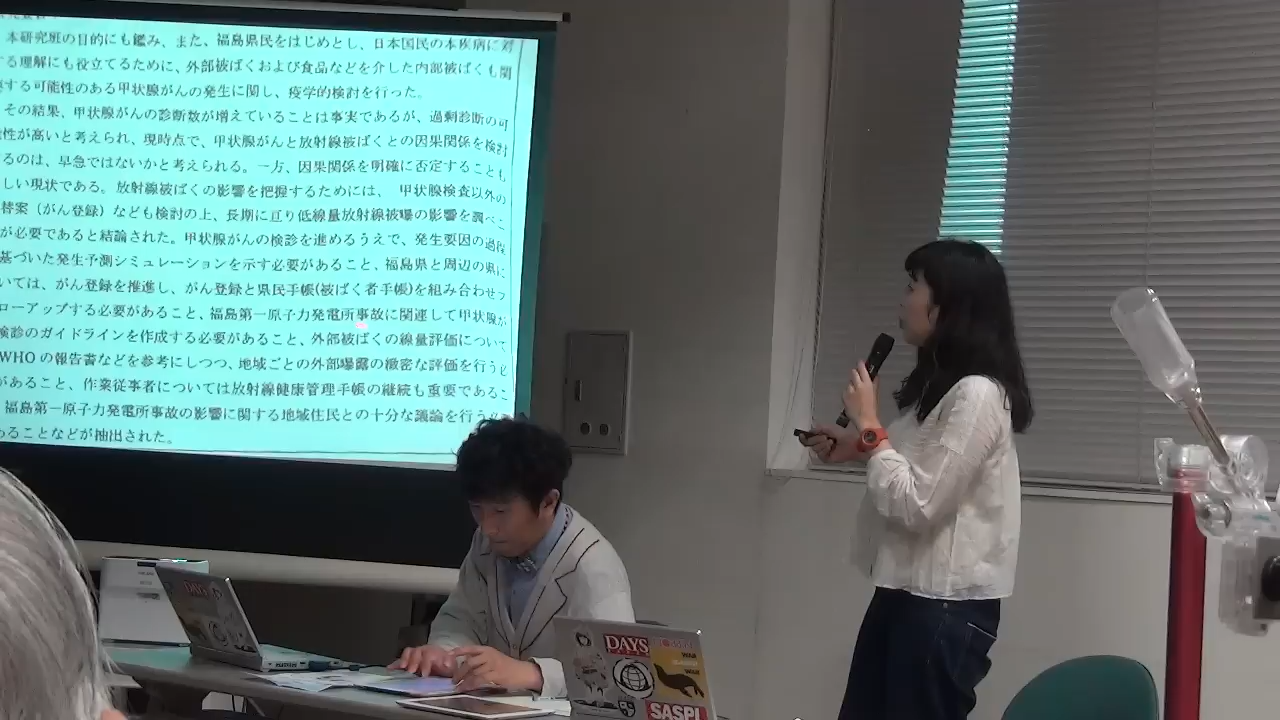 本研究班の目的にも鑑み、また、福島県民をはじめとし、日本国民の本疾病に対
する理解にも役立てるために、外部被ばくおよび食品などを介した内部被ばくも関
する可能性のある甲状腺がんの発生に関し、疫学的検討を行った。
その結果、甲状腺がんの診断数が増えていることは事実であるが、過剰診断の可
性が高いと考えられ、現時点で、甲状腺がんと放射線被ばくとの因果関係を検討
るのは、早急ではないかと考えられる。一方、因果関係を明確に否定することも
しい現状である。放射線被ばくの影響を把握するためには、甲状腺検査以外の
替案（がん登録）なども検討の上、長期に亘り低線量放射線被曝の影響を調べ
が必要であると結論された。甲状腺がんの検診を進めるうえで、発生要因の過程
基づいた発生予測シミュレーションを示す必要があること、福島県と周辺の県に
いては、がん登録を推進し、がん登録と県民手帳(被ばく者手帳)を組み合わせ
ローアップする必要があること、福島第一原子力発電所事故に関連して甲状腺が
検診のガイドラインを作成する必要があること、外部被ばくの線量評価について
WHOの報告書などを参考にしつつ、地域ごとの外部曝露の緻密な評価を行う
があること、作業従事者については放射線健康管理手帳の継続も重要であるこ
福島第一原子力発電所事故の影響に関する地域住民との十分な議論を行う
あることなどが抽出された。
DAYS
DAYS
WAR
WAR
SASPL